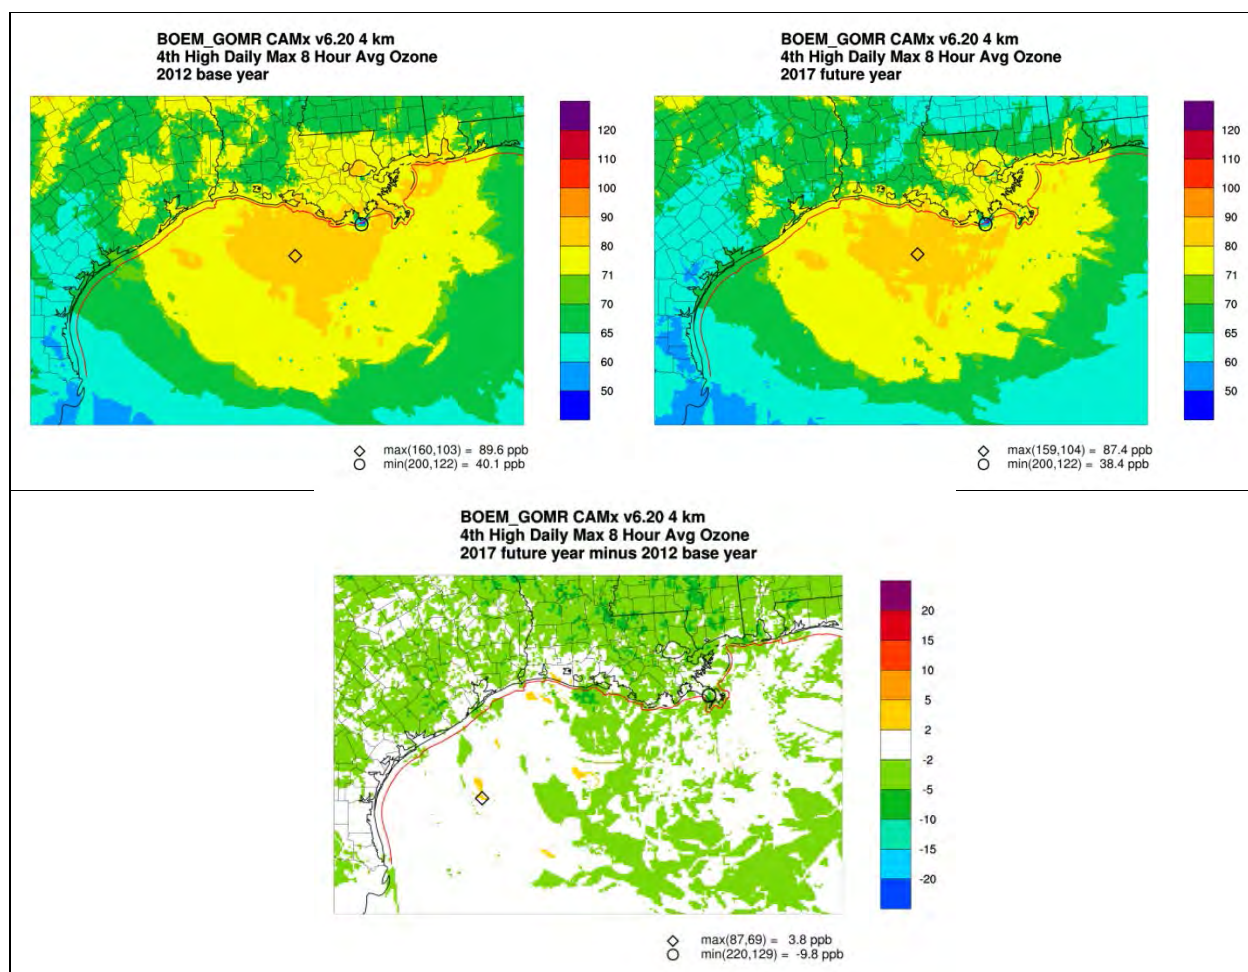 BOEM_GOMR CAMx v6.20 4 km
4th High Daily Max 8 Hour Avg Ozone
2012 base year
120
110
100
90
80
71
70
65
60
50
max(160,103) = 89.6 ppb
min(200,122) = 40.1 ppb
BOEM_GOMR CAMx v6.20 4 km
4th High Daily Max 8 Hour Avg Ozone
2017 future year
120
110
100
90
80
71
70
65
60
50
max(159,104) = 87.4 ppb
min(200,122) = 38.4 ppb
BOEM_GOMR CAMx v6.20 4 km
4th High Daily Max 8 Hour Avg Ozone
2017 future year minus 2012 base year
20
15
10
5
2
-2
-5
-10
-15
-20
max(87,69) = 3.8 ppb
min(220,129) = -9.8 ppb